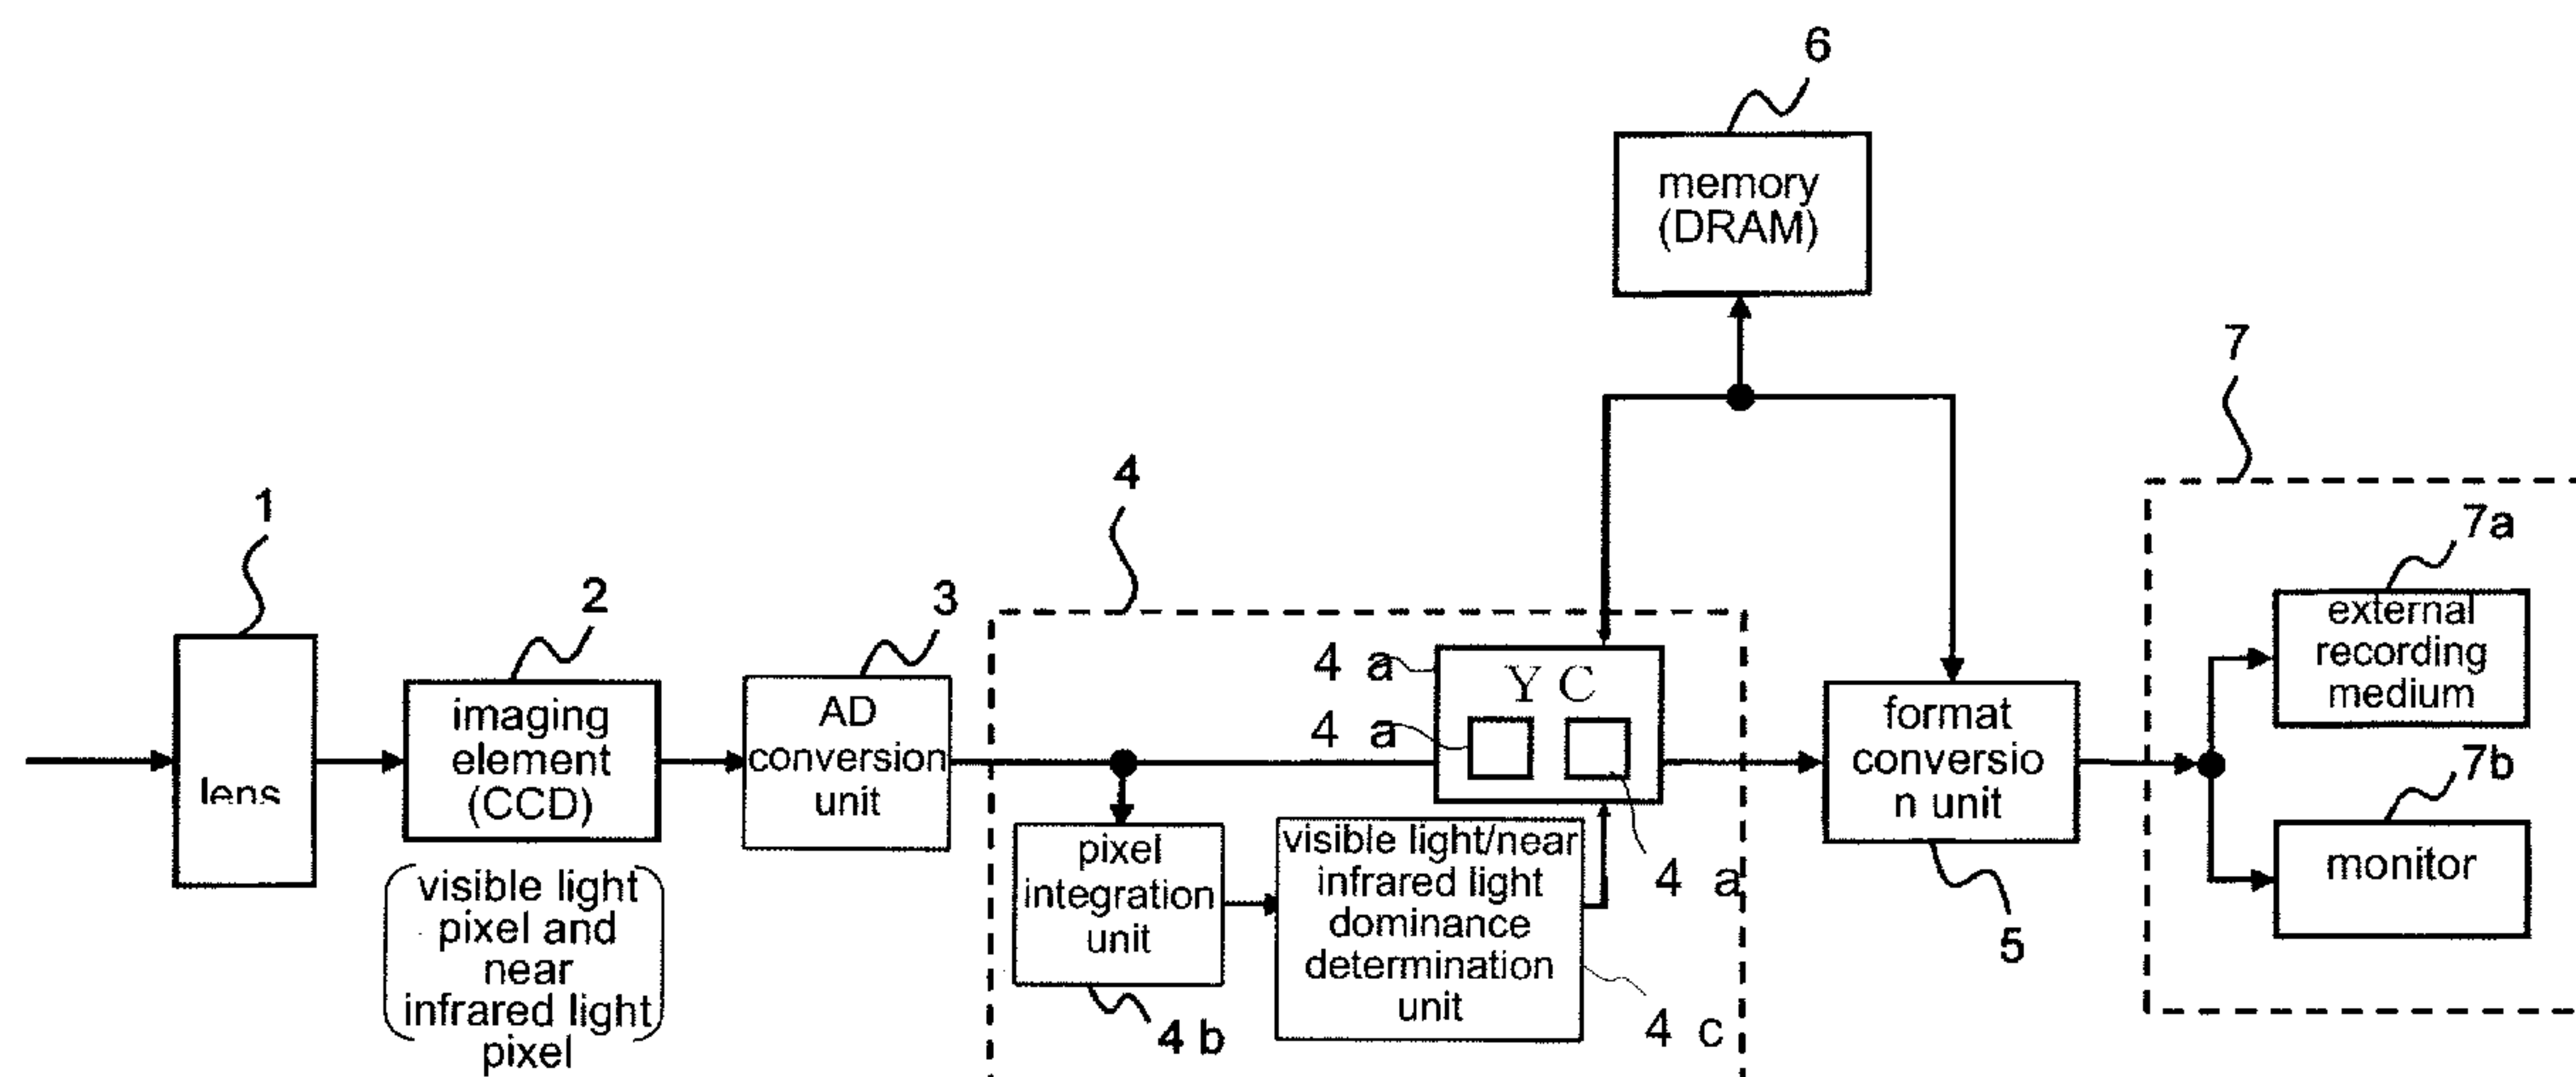 6
memory
(DRAM)
7
4
7a
1
external
recording
medium
2
3
4 a
Y C
imaging
element
(CCD)
AD
conversion
unit
4 a
format
conversio
n unit
7b
lens
pixel
integration
unit
visible light/near
infrared light
dominance
determination
unit
4 a
monitor
visible light
pixel and
near
infrared light
pixel
5
4 b
4 c